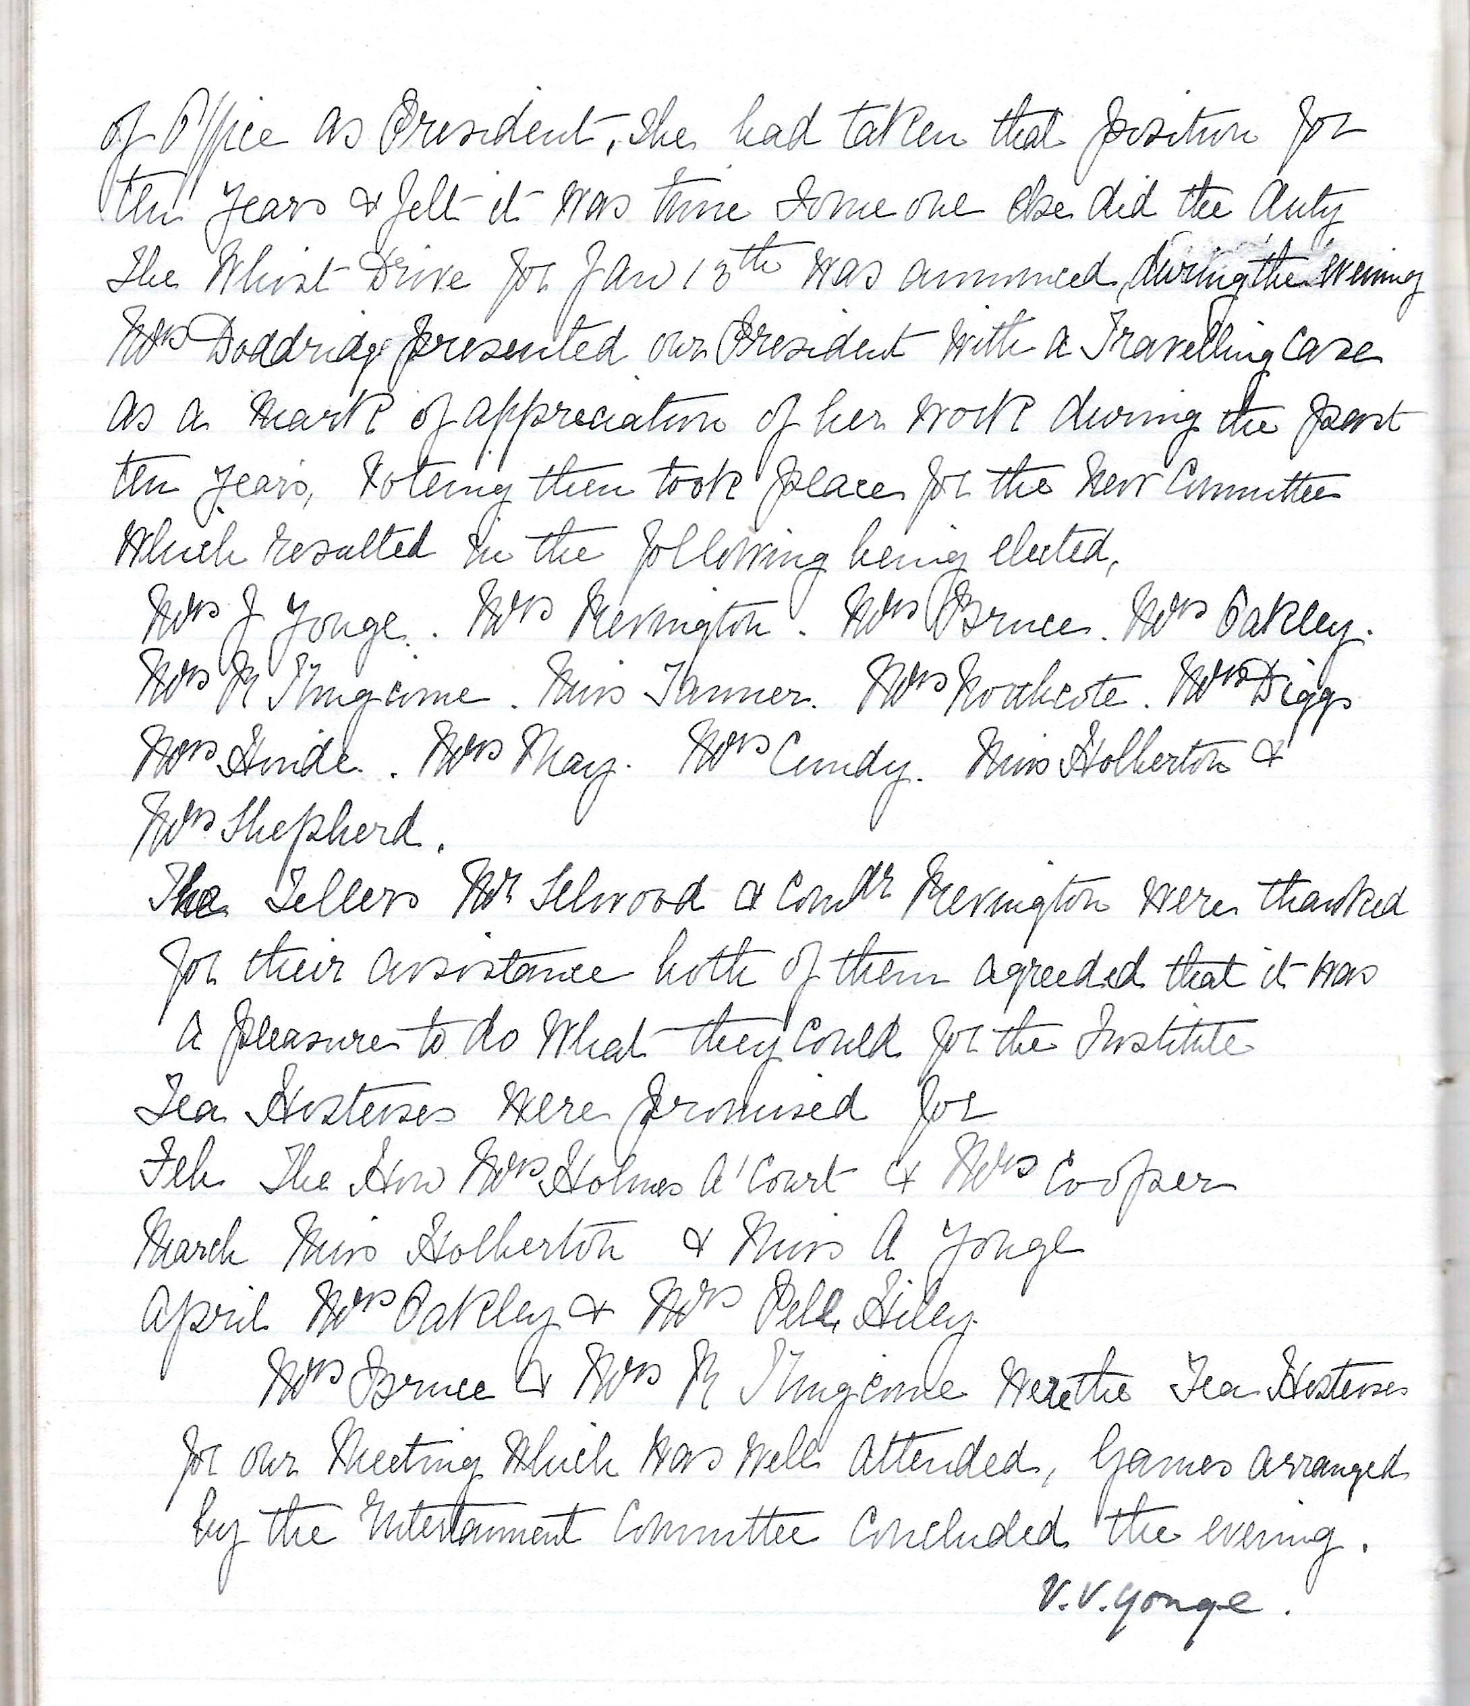 of Office as President, She had taken that position for
ten years & felt it was time some one else did the duty
The Whist Drive for Jan 13th was announced, during the evening
Mrs Doddridge presented our President with a Travelling case
as a mark of appreciation of her work during the past
ten years, Voteing then took place for the New Committee
which resulted in the following being elected,
Mrs J Yonge. Mrs Revington. Mrs Bruce. Mrs Oakley.
Mrs R Kingcome. Miss Tanner. Mrs Northcote. Mrs Diggs
Mrs Hinde. Mrs May. Mrs Cundy. Miss Holberton &
Mrs Shepherd.
The Tellers Mr Selwood & Comdr Revington were thanked
for their assistance both of them agreeded that it was
a pleasure to do what they could for the Institute
Tea Hostesses were promised for
Feb The Hon Mrs Holmes A'Court & Mrs Cooper
March Miss Holberton & Miss A Yonge
April Mrs Oakley & Mrs Pell Hiley
Mrs Bruce & Mrs R Kingcome were the Tea Hostesses
for our Meeting which was well attended, Games arranged
by the Entertainment Committee concluded the evening.
V.V. Yonge.